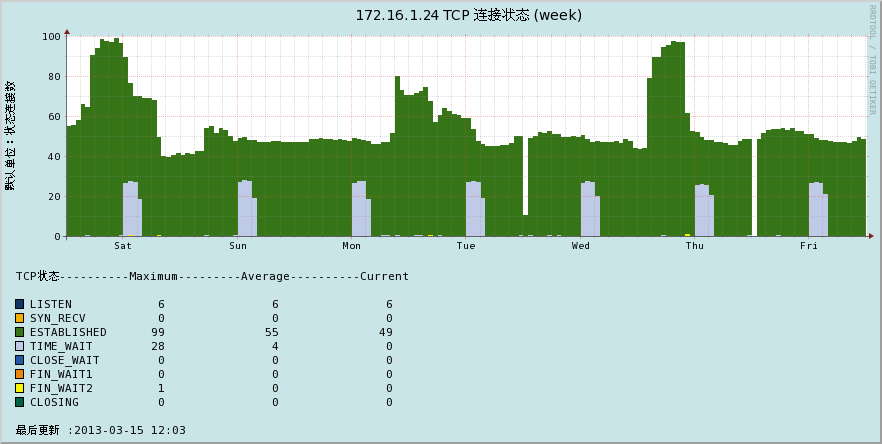 172.16.1.24 TCP 连接状态 (week)
RRDTOOL / TOBI OETIKER
默认单位：状态连接数
100
80
60
40
20
0
Sat Sun Mon Tue Wed Thu Fri
TCP状态----------Maximum---------Average----------Current
LISTEN 6 6 6
SYN_RECV 0 0 0
ESTABLISHED 99 55 49
TIME_WAIT 28 4 0
CLOSE_WAIT 0 0 0
FIN_WAIT1 0 0 0
FIN_WAIT2 1 0 0
CLOSING 0 0 0
最后更新 :2013-03-15 12:03